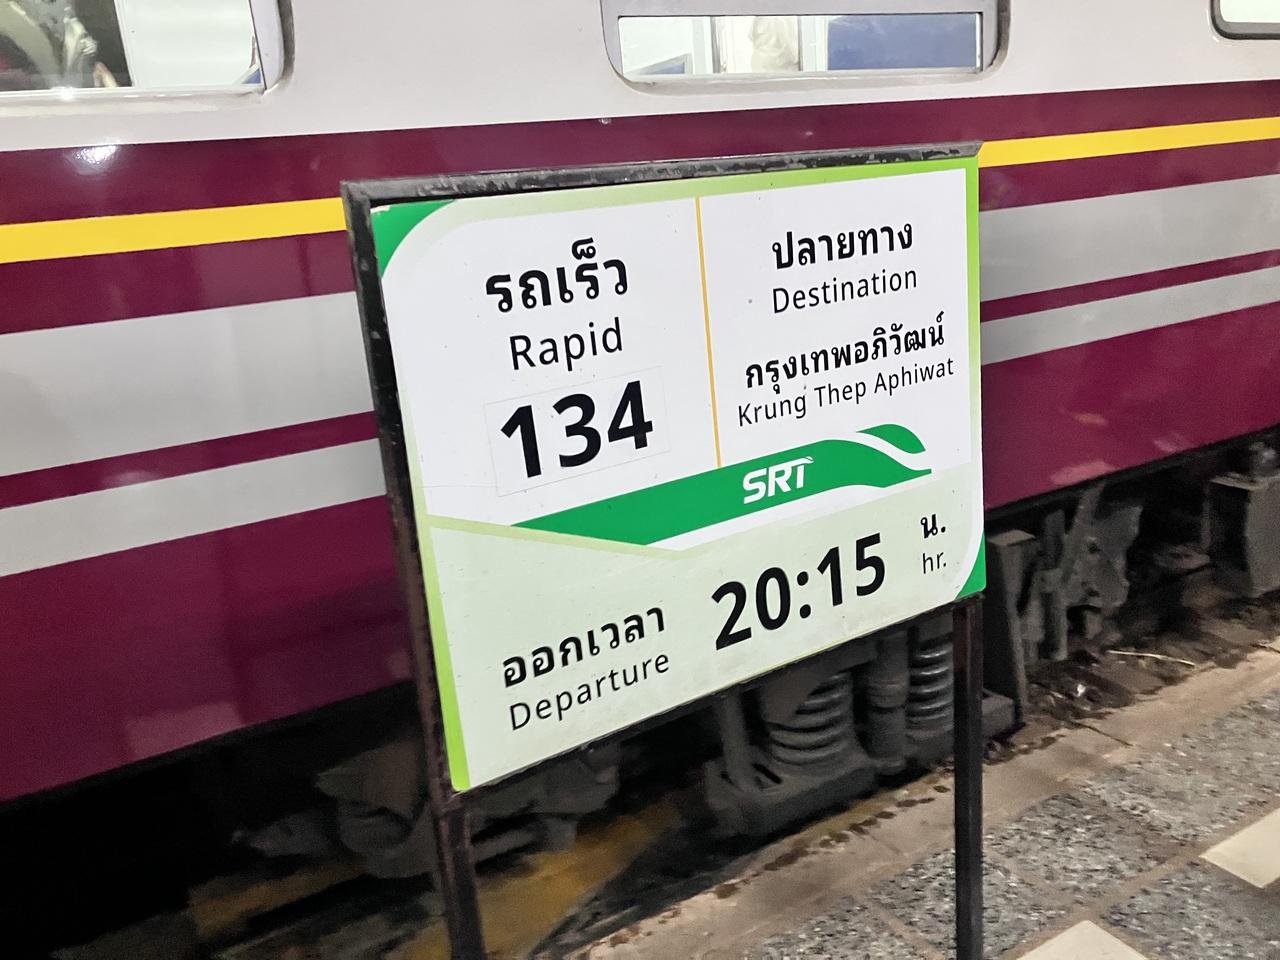 รถเร็ว
Rapid
134
ปลายทาง
Destination
กรุงเทพอภิวัฒน์
Krung Thep Aphiwat
SRT
ออกเวลา
Departure
20:15
น.
hr.